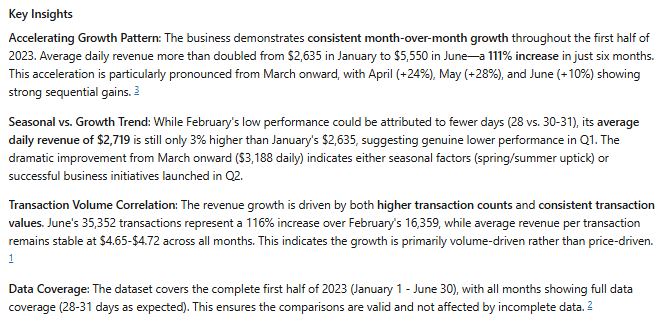 Key Insights
Accelerating Growth Pattern: The business demonstrates consistent month-over-month growth throughout the first half of
2023. Average daily revenue more than doubled from $2,635 in January to $5,550 in June—a 111% increase in just six months.
This acceleration is particularly pronounced from March onward, with April (+24%), May (+28%), and June (+10%) showing
strong sequential gains. 3
Seasonal vs. Growth Trend: While February's low performance could be attributed to fewer days (28 vs. 30-31), its average
daily revenue of $2,719 is still only 3% higher than January's $2,635, suggesting genuine lower performance in Q1. The
dramatic improvement from March onward ($3,188 daily) indicates either seasonal factors (spring/summer uptick) or
successful business initiatives launched in Q2.
Transaction Volume Correlation: The revenue growth is driven by both higher transaction counts and consistent transaction
values. June's 35,352 transactions represent a 116% increase over February's 16,359, while average revenue per transaction
remains stable at $4.65-$4.72 across all months. This indicates the growth is primarily volume-driven rather than price-driven.
1
Data Coverage: The dataset covers the complete first half of 2023 (January 1 - June 30), with all months showing full data
coverage (28-31 days as expected). This ensures the comparisons are valid and not affected by incomplete data. 2